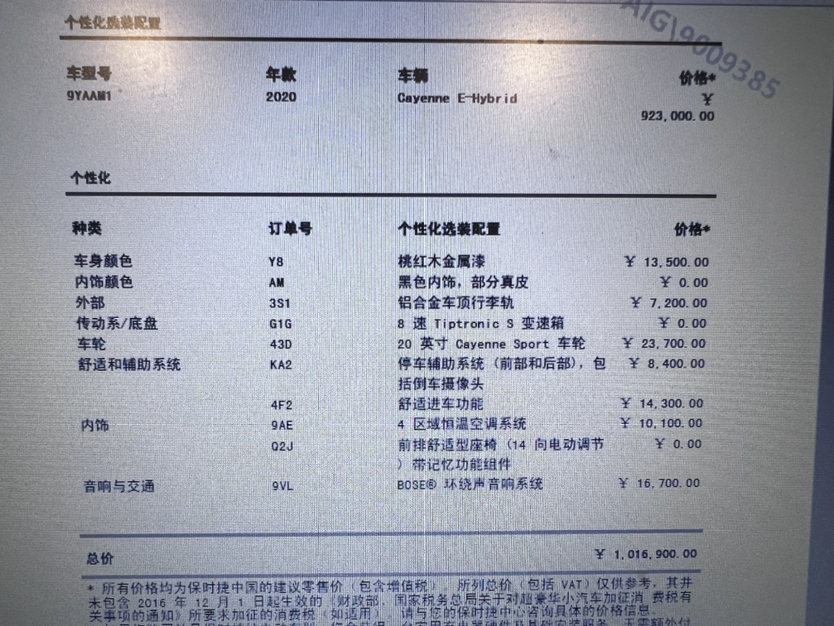 个性化选装配置
AIG\9009385
车型号 年款 车辆 价格*
9YAAM1 2020 Cayenne E-Hybrid ¥
923,000.00
个性化
种类 订单号 个性化选装配置 价格*
车身颜色 Y8 桃红木金属漆 ¥ 13,500.00
内饰颜色 AM 黑色内饰，部分真皮 ¥ 0.00
外部 3S1 铝合金车顶行李轨 ¥ 7,200.00
传动系/底盘 G1G 8 速 Tiptronic S 变速箱 ¥ 0.00
车轮 43D 20 英寸 Cayenne Sport 车轮 ¥ 23,700.00
舒适和辅助系统 KA2 停车辅助系统（前部和后部），包 ¥ 8,400.00
括倒车摄像头
4F2 舒适进车功能 ¥ 14,300.00
内饰 9AE 4 区域恒温空调系统 ¥ 10,100.00
Q2J 前排舒适型座椅（14 向电动调节 ¥ 0.00
）带记忆功能组件
音响与交通 9VL BOSE® 环绕声音响系统 ¥ 16,700.00
总价 ¥ 1,016,900.00
* 所有价格均为保时捷中国的建议零售价（包含增值税）。所列总价（包括 VAT）仅供参考，其并
未包含 2016 年 12 月 1 日起生效的《财政部、国家税务总局关于对超豪华小汽车加征消 费税有
关事项的通知》所要求加征的消费税（如适用）。请与您的保时捷中心咨询具体的价格信息。